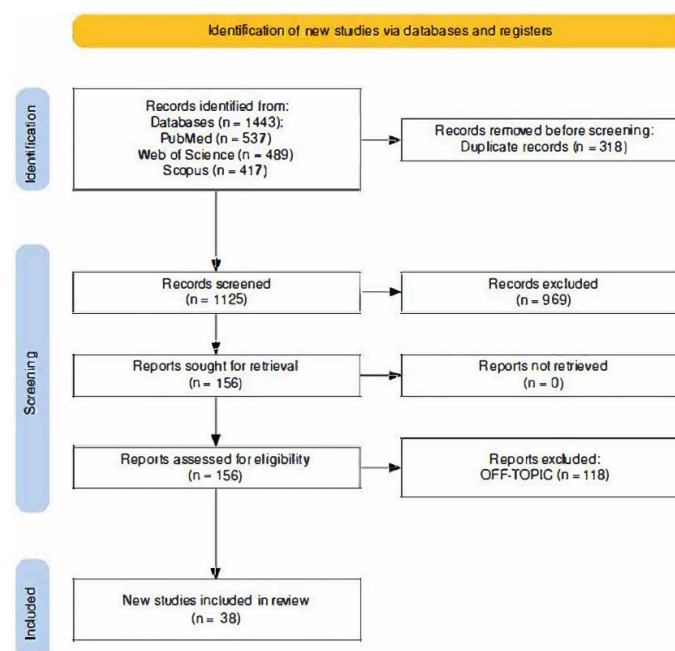 Identification of new studies via databases and registers
Identification
Records identified from:
Databases (n = 1443):
PubMed (n = 537)
Web of Science (n = 489)
Scopus (n = 417)
Records removed before screening:
Duplicate records (n = 318)
Screening
Records screened
(n = 1125)
Records excluded
(n = 969)
Reports sought for retrieval
(n = 156)
Reports not retrieved
(n = 0)
Reports assessed for eligibility
(n = 156)
Reports excluded:
OFF-TOPIC (n = 118)
Included
New studies included in review
(n = 38)